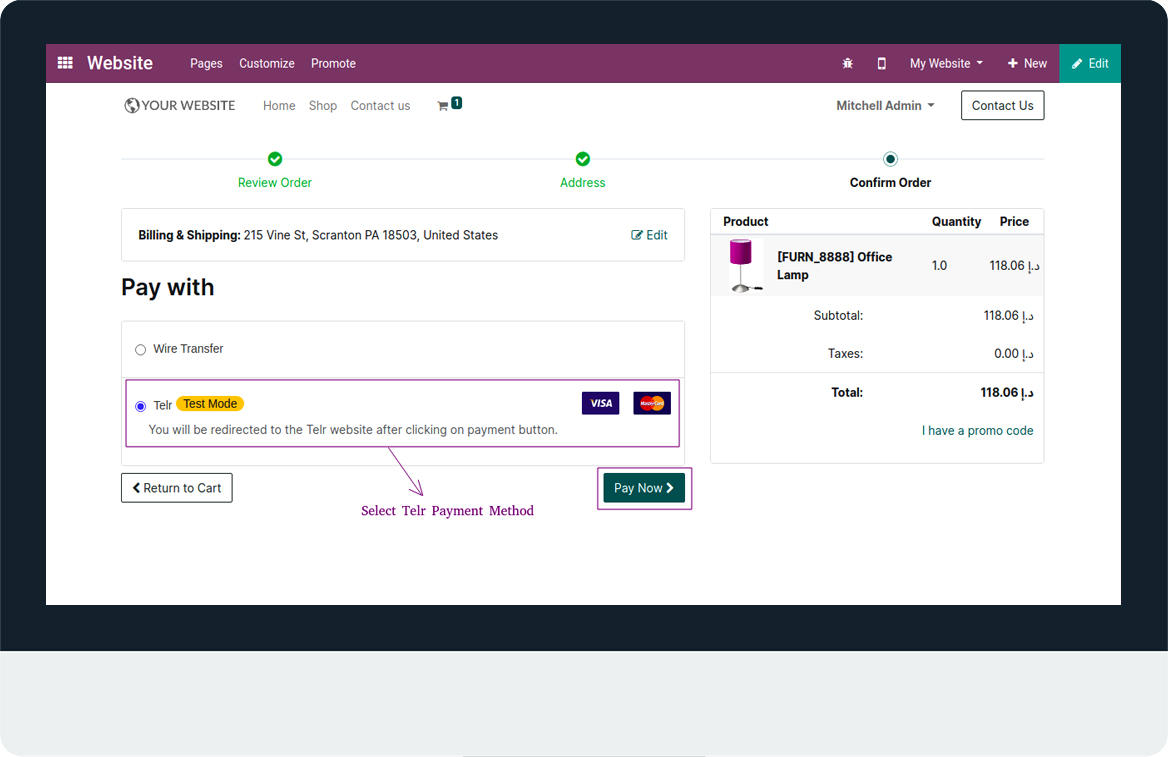 Website Pages Customize Promote My Website New Edit
YOUR WEBSITE Home Shop Contact us 1 Mitchell Admin Contact Us
Review Order Address Confirm Order
Billing & Shipping: 215 Vine St, Scranton PA 18503, United States Edit
Pay with
Wire Transfer
Telr Test Mode VISA MasterCard
You will be redirected to the Telr website after clicking on payment button.
Return to Cart
Pay Now
Select Telr Payment Method
Product Quantity Price
[FURN_8888] Office 
Lamp
1.0 118.06 د.إ
Subtotal: 118.06 د.إ
Taxes: 0.00 د.إ
Total: 118.06 د.إ
I have a promo code